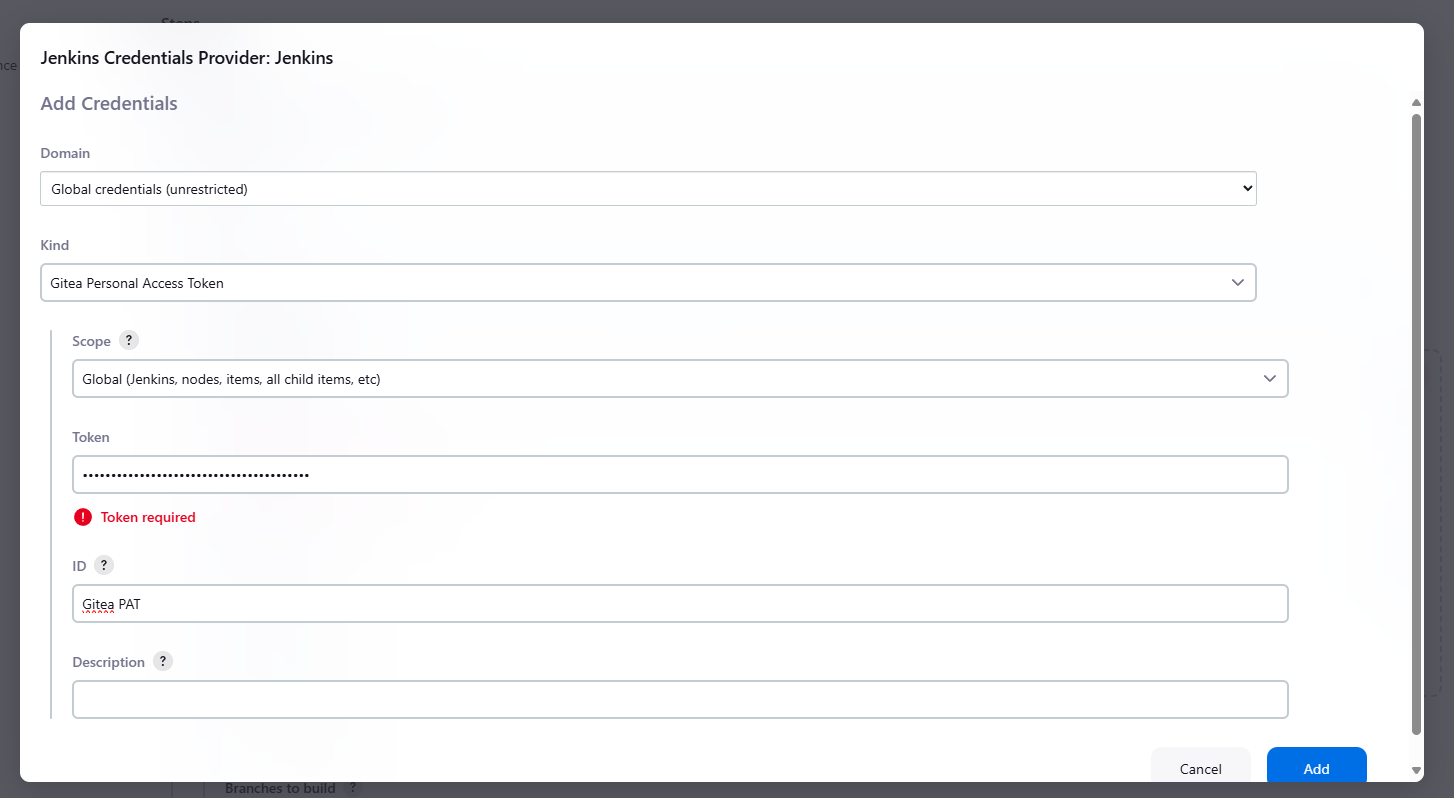 Steps
nce
Jenkins Credentials Provider: Jenkins
Add Credentials
Domain
Global credentials (unrestricted)
Kind
Gitea Personal Access Token
Scope ?
Global (Jenkins, nodes, items, all child items, etc)
Token
••••••••••••••••••••••••••••••••••••••••
! Token required
ID ?
Gitea PAT
Description ?
Cancel
Add
Branches to build ?